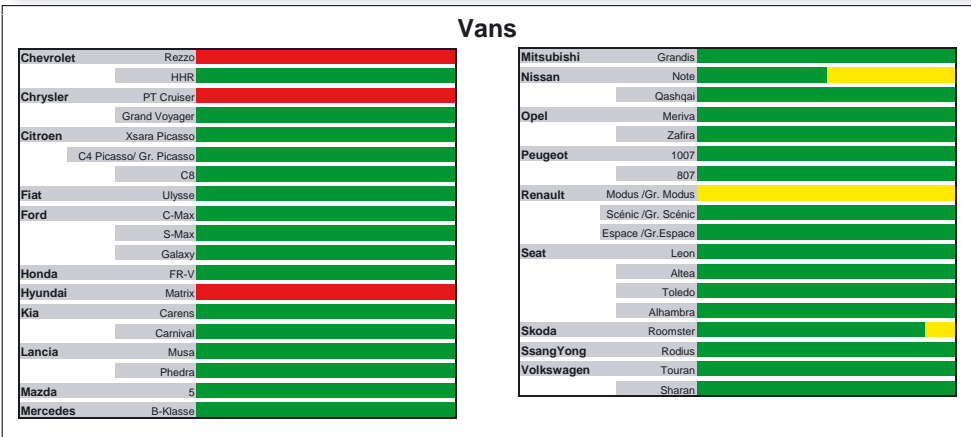 Vans
Chevrolet Rezzo
HHR
Chrysler PT Cruiser
Grand Voyager
Citroen Xsara Picasso
C4 Picasso/ Gr. Picasso
C8
Fiat Ulysse
Ford C-Max
S-Max
Galaxy
Honda FR-V
Hyundai Matrix
Kia Carens
Carnival
Lancia Musa
Phedra
Mazda 5
Mercedes B-Klasse
Mitsubishi Grandis
Nissan Note
Qashqai
Opel Meriva
Zafira
Peugeot 1007
807
Renault Modus /Gr. Modus
Scénic /Gr. Scénic
Espace /Gr.Espace
Seat Leon
Altea
Toledo
Alhambra
Skoda Roomster
SsangYong Rodius
Volkswagen Touran
Sharan